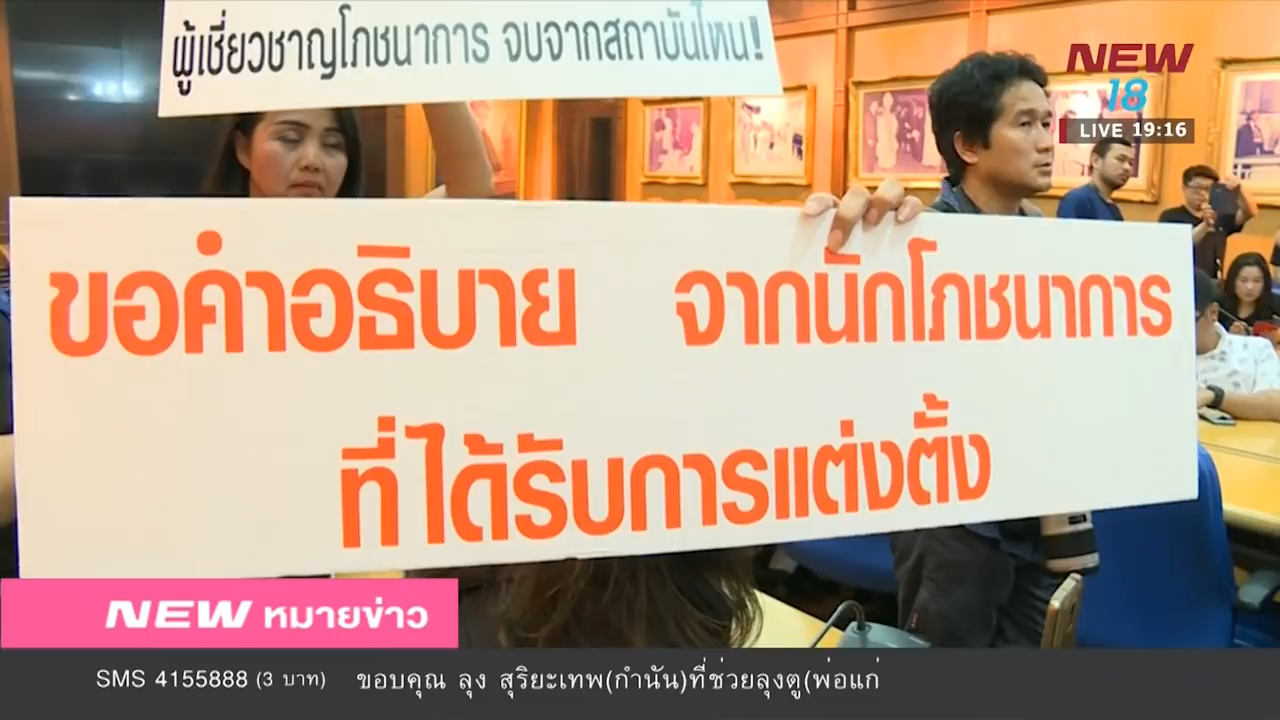 ผู้เชี่ยวชาญโภชนาการ จบจากสถาบันไหน!
NEW
18
LIVE 19:16
ขอคำอธิบาย จากนักโภชนาการ
ที่ได้รับการแต่งตั้ง
NEW หมายข่าว
SMS 4155888 (3 บาท) ขอบคุณ ลุง สุริยะเทพ(กำนัน)ที่ช่วยลุงตู(พ่อแก่